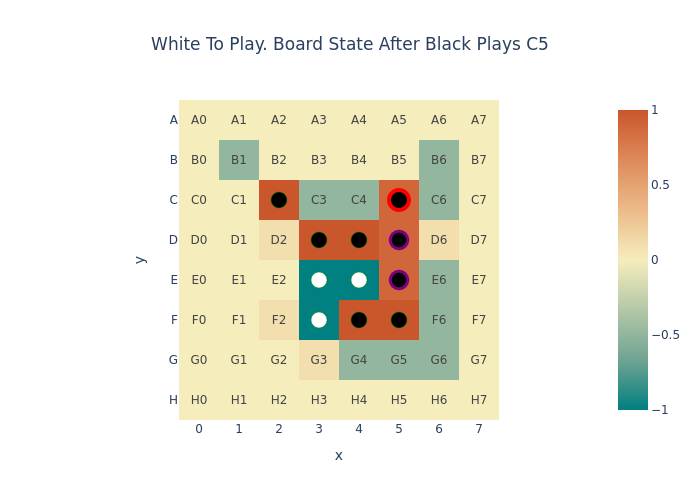 White To Play. Board State After Black Plays C5
A A0 A1 A2 A3 A4 A5 A6 A7
B B0 B1 B2 B3 B4 B5 B6 B7
C C0 C1 C3 C4 C6 C7
D D0 D1 D2 D6 D7
E E0 E1 E2 E6 E7
F F0 F1 F2 F6 F7
G G0 G1 G2 G3 G4 G5 G6 G7
H H0 H1 H2 H3 H4 H5 H6 H7
0 1 2 3 4 5 6 7
x
y
1
0.5
0
−0.5
−1